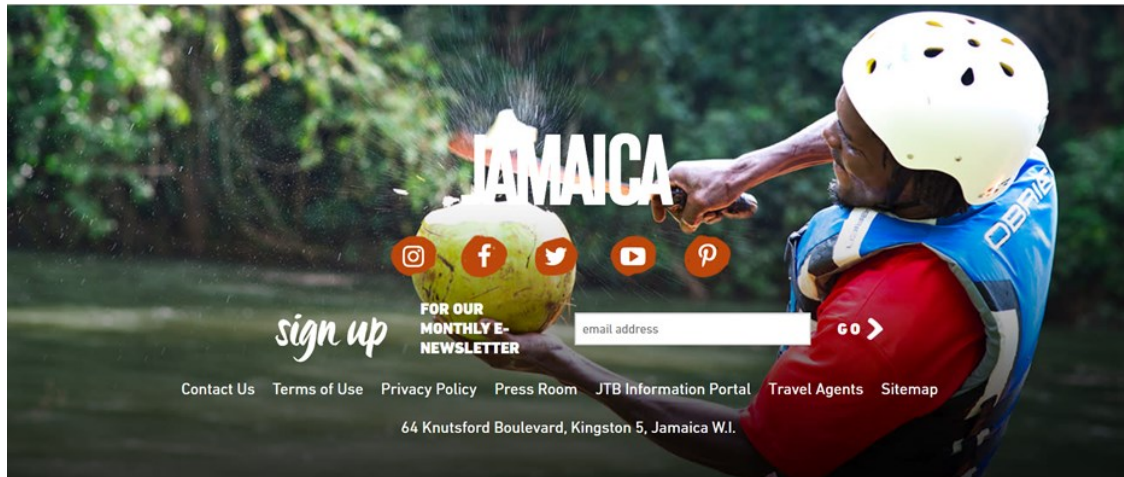 JAMAICA
OBRIE
sign up
FOR OUR
MONTHLY E-
NEWSLETTER
email address
GO
Contact Us Terms of Use Privacy Policy Press Room JTB Information Portal Travel Agents Sitemap
64 Knutsford Boulevard, Kingston 5, Jamaica W.I.